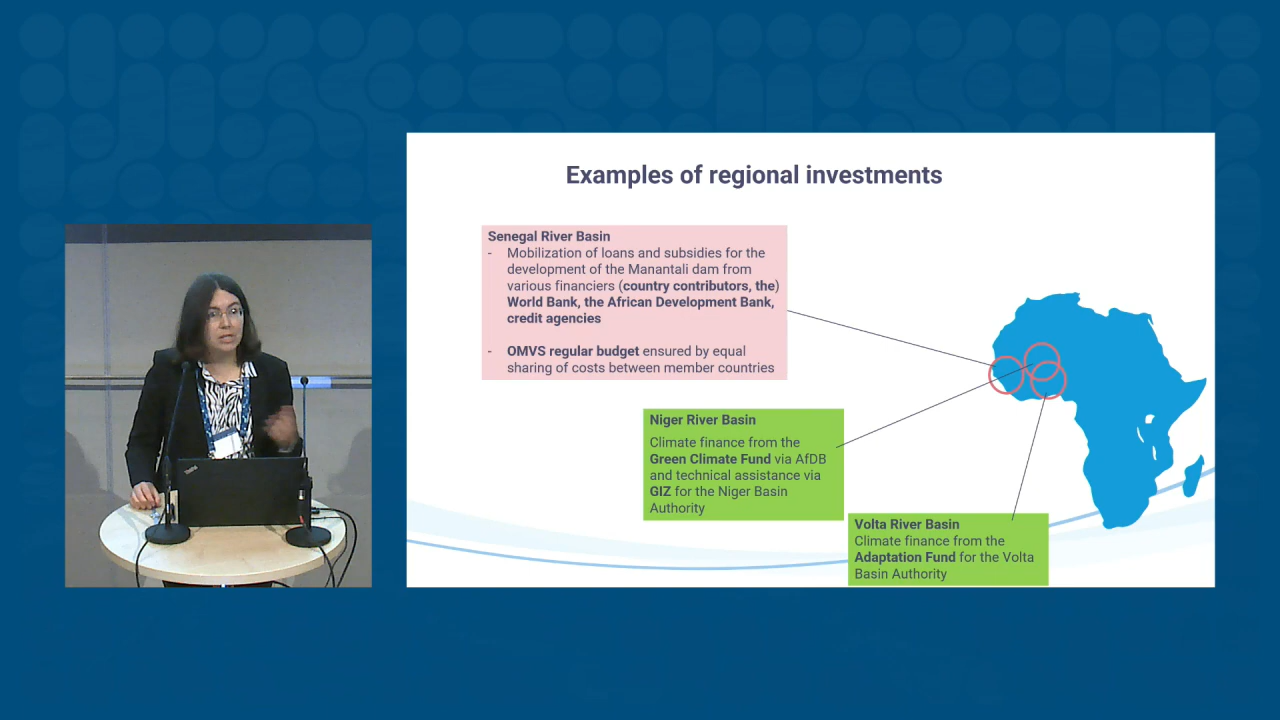 Examples of regional investments
Senegal River Basin
- Mobilization of loans and subsidies for the
development of the Manantali dam from
various financiers (country contributors, the)
World Bank, the African Development Bank,
credit agencies
- OMVS regular budget ensured by equal
sharing of costs between member countries
Niger River Basin
Climate finance from the
Green Climate Fund via AfDB
and technical assistance via
GIZ for the Niger Basin
Authority
Volta River Basin
Climate finance from the
Adaptation Fund for the Volta
Basin Authority